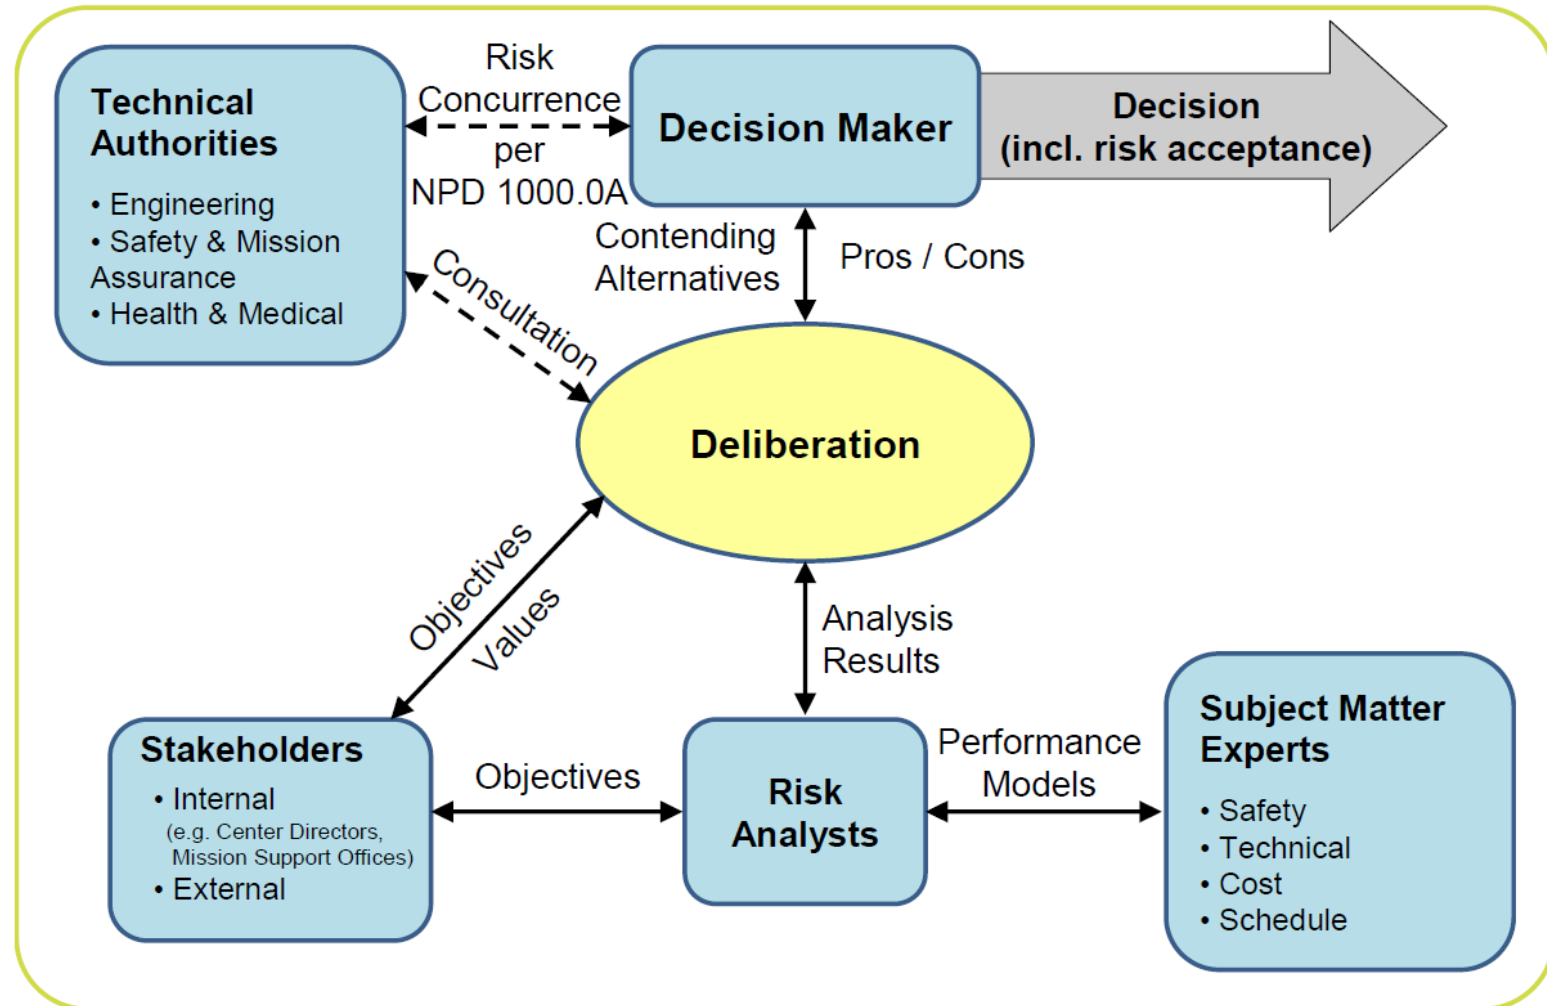 Technical
Authorities
• Engineering
• Safety & Mission
Assurance
• Health & Medical
Risk
Concurrence
per
NPD 1000.0A
Decision Maker
Decision
(incl. risk acceptance)
Consultation
Contending
Alternatives
Pros / Cons
Deliberation
Objectives
Values
Analysis
Results
Stakeholders
• Internal
(e.g. Center Directors,
Mission Support Offices)
• External
Objectives
Risk
Analysts
Performance
Models
Subject Matter
Experts
• Safety
• Technical
• Cost
• Schedule